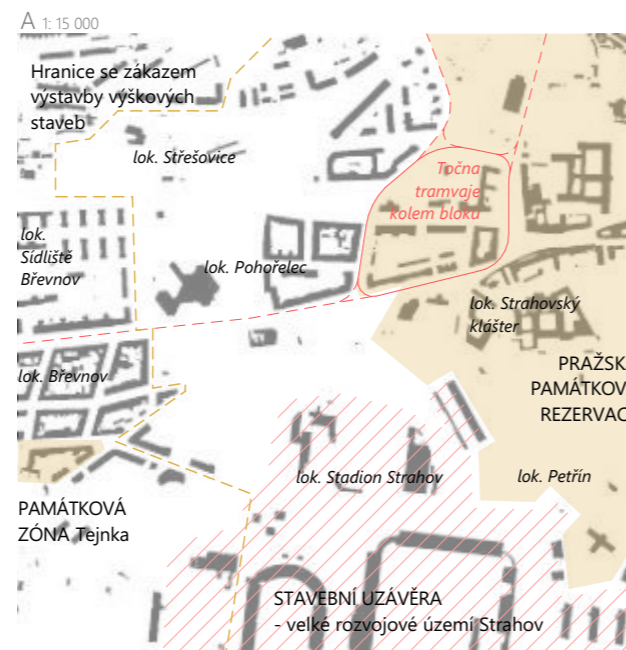 A 1: 15 000
Hranice se zákazem
výstavby výškových
staveb
lok. Střešovice
Točna
tramvaje
kolem bloku
lok.
Sídliště
Břevnov
lok. Pohořelec
lok. Strahovský
klášter
lok. Břevnov
PRAŽSK
PAMÁTKOV
REZERVAC
lok. Stadion Strahov
lok. Petřín
PAMÁTKOVÁ
ZÓNA Tejnka
STAVEBNÍ UZÁVĚRA
- velké rozvojové území Strahov